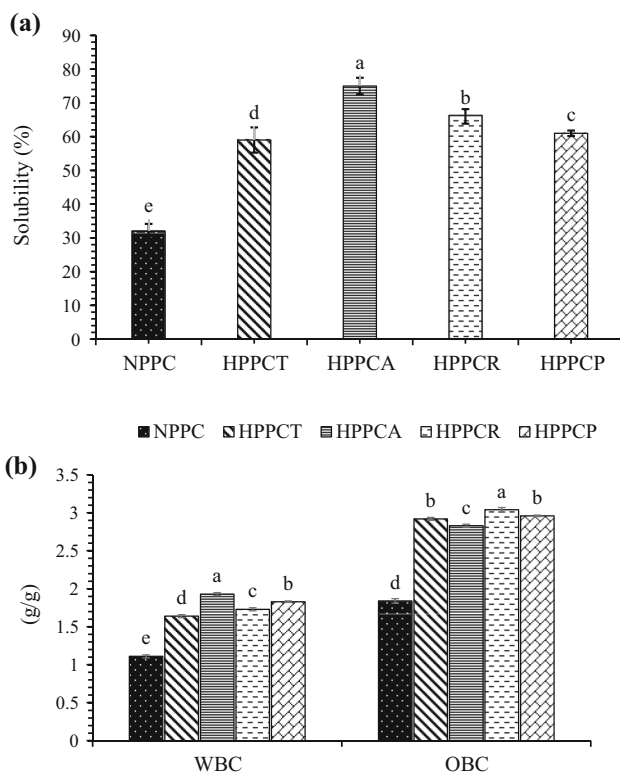 (a)
Solubility (%)
90
80
70
60
50
40
30
20
10
0
e
d
a
b
c
NPPC HPPCT HPPCA HPPCR HPPCP
NPPC HPPCT HPPCA HPPCR HPPCP
(b)
(g/g)
3.5
3
2.5
2
1.5
1
0.5
0
e d a c b
d b c a b
WBC OBC